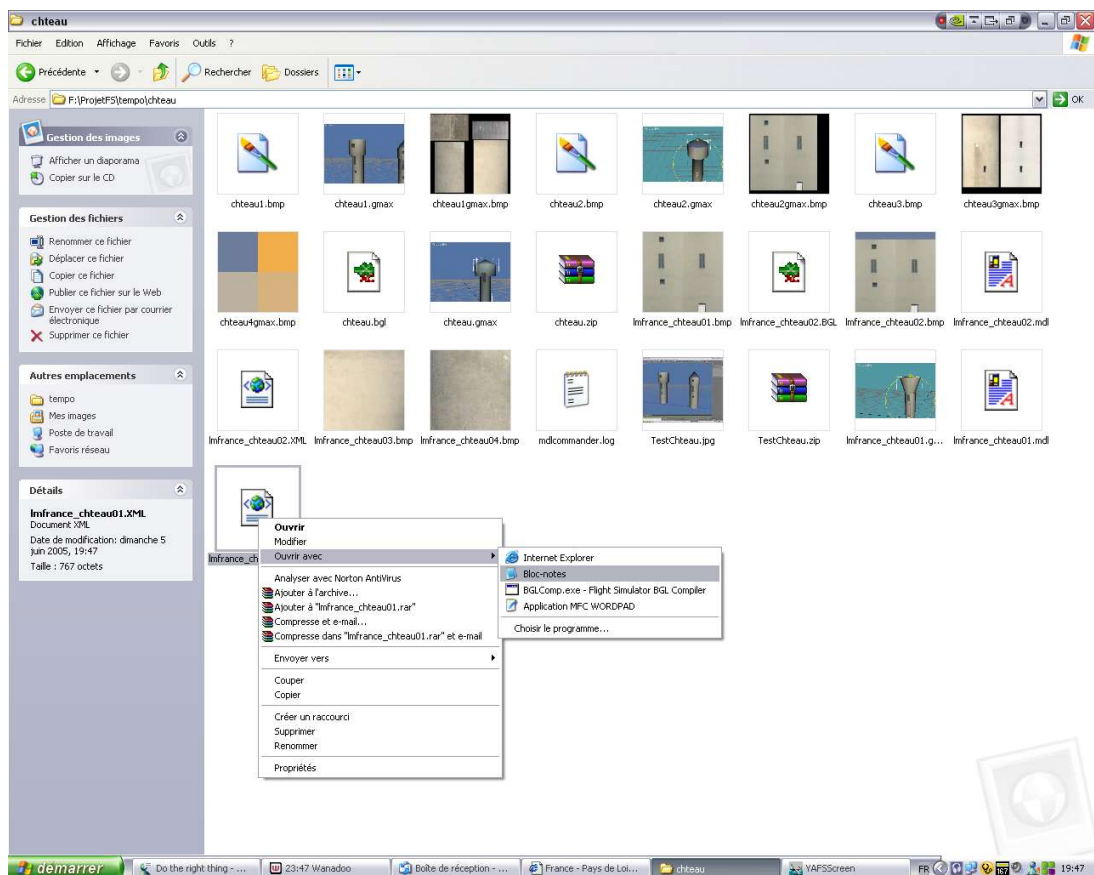 chteau
Fichier Edition Affichage Favoris Outils ?
Précédente Rechercher Dossiers
Adresse F:\ProjetFS\tempo\chteau OK
Gestion des images
Afficher un diaporama
Copier sur le CD
Gestion des fichiers
Renommer ce fichier
Déplacer ce fichier
Copier ce fichier
Publier ce fichier sur le Web
Envoyer ce fichier par courrier
électronique
Supprimer ce fichier
Autres emplacements
tempo
Mes images
Poste de travail
Favoris réseau
Détails
lmfrance_chteau01.XML
Document XML
Date de modification: dimanche 5
juin 2005, 19:47
Taille : 767 octets
chteau1.bmp chteau1.gmax chteau1gmax.bmp chteau2.bmp chteau2.gmax chteau2gmax.bmp chteau3.bmp chteau3gmax.bmp
chteau4gmax.bmp chteau.bgl chteau.gmax chteau.zip lmfrance_chteau01.bmp lmfrance_chteau02.BGL lmfrance_chteau02.bmp lmfrance_chteau02.mdl
lmfrance_chteau02.XML lmfrance_chteau03.bmp lmfrance_chteau04.bmp mdlcommander.log TestChteau.jpg TestChteau.zip lmfrance_chteau01.g... lmfrance_chteau01.mdl
lmfrance_ch
Ouvrir
Modifier
Ouvrir avec
Analyser avec Norton AntiVirus
Ajouter à l'archive...
Ajouter à "lmfrance_chteau01.rar"
Compresse et e-mail...
Compresse dans "lmfrance_chteau01.rar" et e-mail
Envoyer vers
Couper
Copier
Créer un raccourci
Supprimer
Renommer
Propriétés
Internet Explorer
Bloc-notes
BGLComp.exe - Flight Simulator BGL Compiler
Application MFC WORDPAD
Choisir le programme...
démarrer Do the right thing - ... 23:47 Wanadoo Boîte de réception - ... France - Pays de Loi... chteau YAFSScreen FR 167 19:47